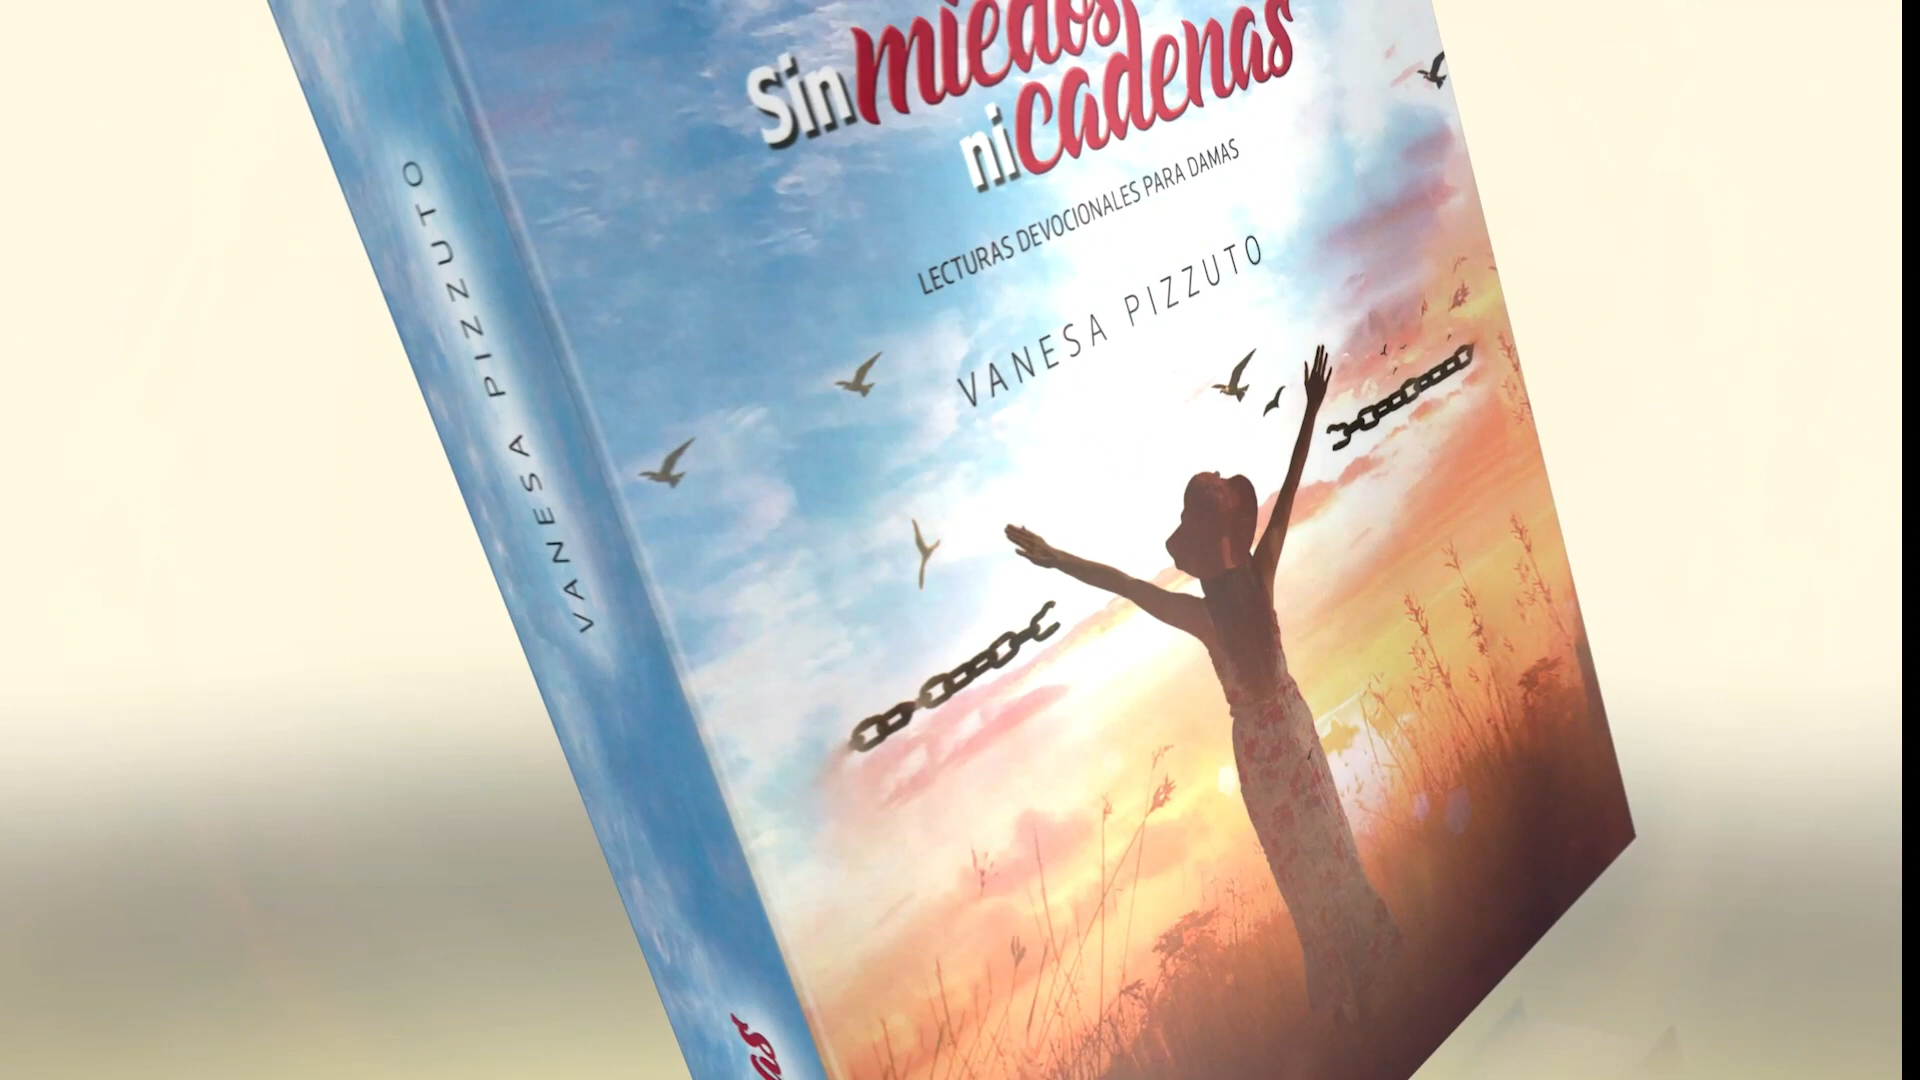 Sin miedos
ni cadenas
LECTURAS DEVOCIONALES PARA DAMAS
VANESA PIZZUTO
VANESA PIZZUTO